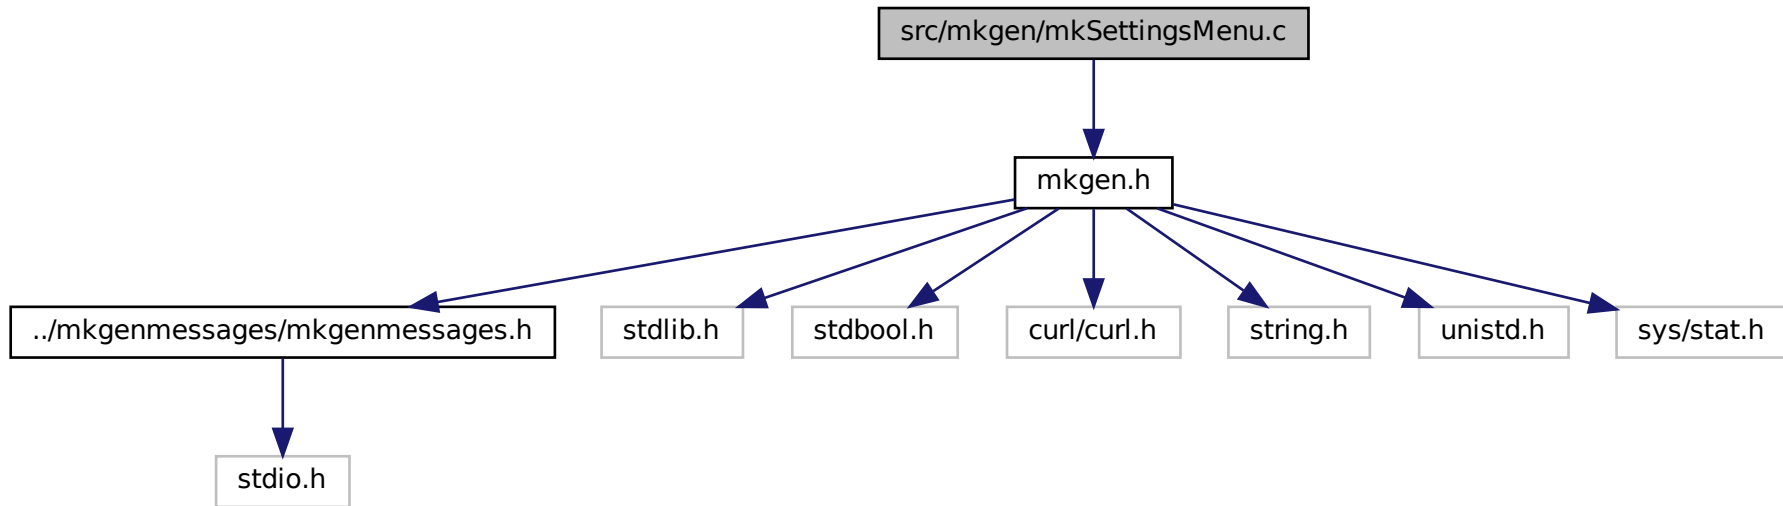 src/mkgen/mkSettingsMenu.c
mkgen.h
../mkgenmessages/mkgenmessages.h
stdlib.h
stdbool.h
curl/curl.h
string.h
unistd.h
sys/stat.h
stdio.h